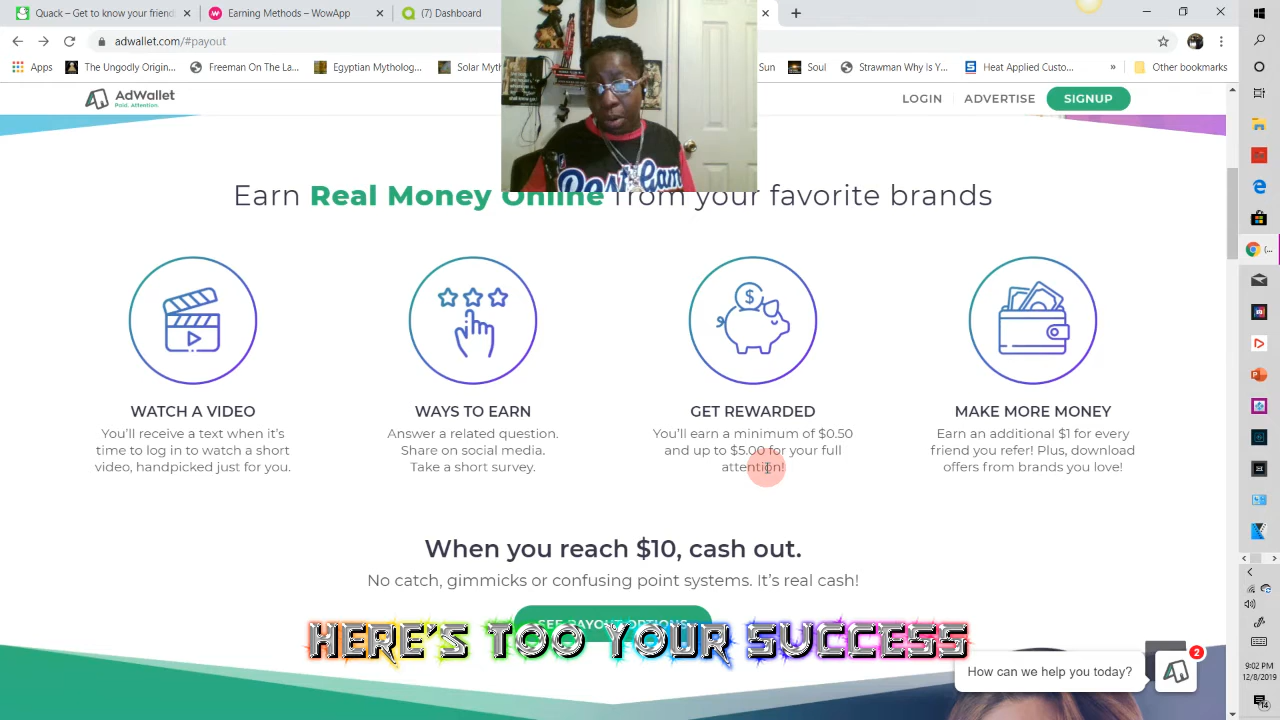 Quack – Get your
Members Area - WowApp
(7) Dashboard
adwallet.com/#payout
Apps
The Ungodly Origin...
Freeman On The La...
Egyptian Mytholog...
Solar Myth
Sun
Soul
Strawman Why Is Y...
Heat Applied Custo...
»
Other bookmarks
AdWallet
Paid. Attention.
LOGIN
ADVERTISE
SIGNUP
Earn Real Money Online from your favorite brands
WATCH A VIDEO
You'll receive a text when it's
time to log in to watch a short
video, handpicked just for you.
WAYS TO EARN
Answer a related question.
Share on social media.
Take a short survey.
GET REWARDED
You'll earn a minimum of $0.50
and up to $5.00 for your full
attention!
MAKE MORE MONEY
Earn an additional $1 for every
friend you refer! Plus, download
offers from brands you love!
When you reach $10, cash out.
No catch, gimmicks or confusing point systems. It's real cash!
SEE PAYOUT OPTIONS
HERE'S TOO YOUR SUCCESS
How can we help you today?
2
9:02 PM
12/8/2019